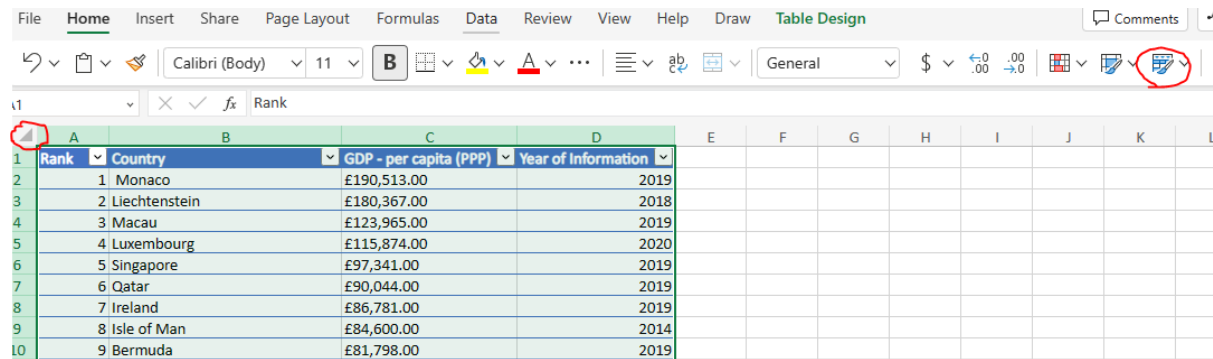 File Home Insert Share Page Layout Formulas Data Review View Help Draw Table Design Comments
Calibri (Body) 11 B A ab General $ .00 .00
A1 fx Rank
A B C D E F G H I J K L
1 Rank Country GDP - per capita (PPP) Year of Information
2 1 Monaco £190,513.00 2019
3 2 Liechtenstein £180,367.00 2018
4 3 Macau £123,965.00 2019
5 4 Luxembourg £115,874.00 2020
6 5 Singapore £97,341.00 2019
7 6 Qatar £90,044.00 2019
8 7 Ireland £86,781.00 2019
9 8 Isle of Man £84,600.00 2014
10 9 Bermuda £81,798.00 2019